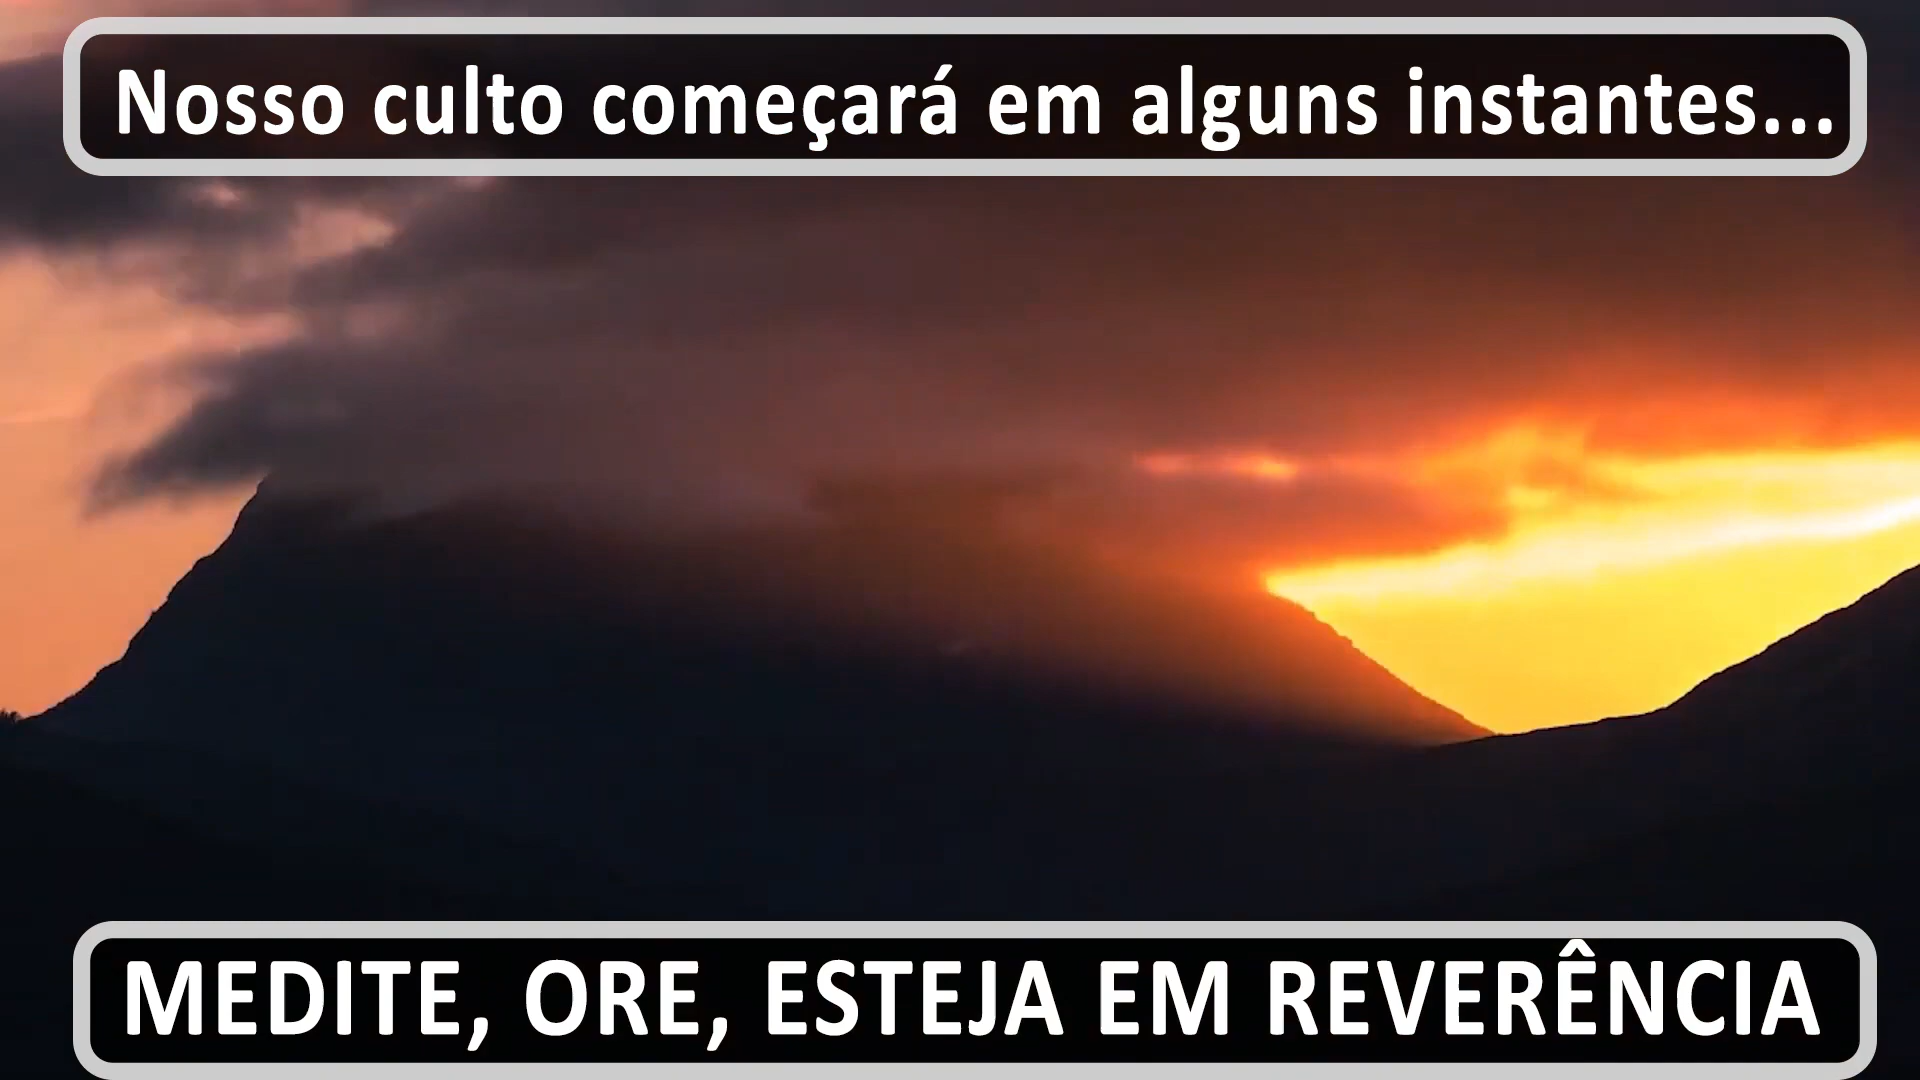 Nosso culto começará em alguns instantes...
MEDITE, ORE, ESTEJA EM REVERÊNCIA